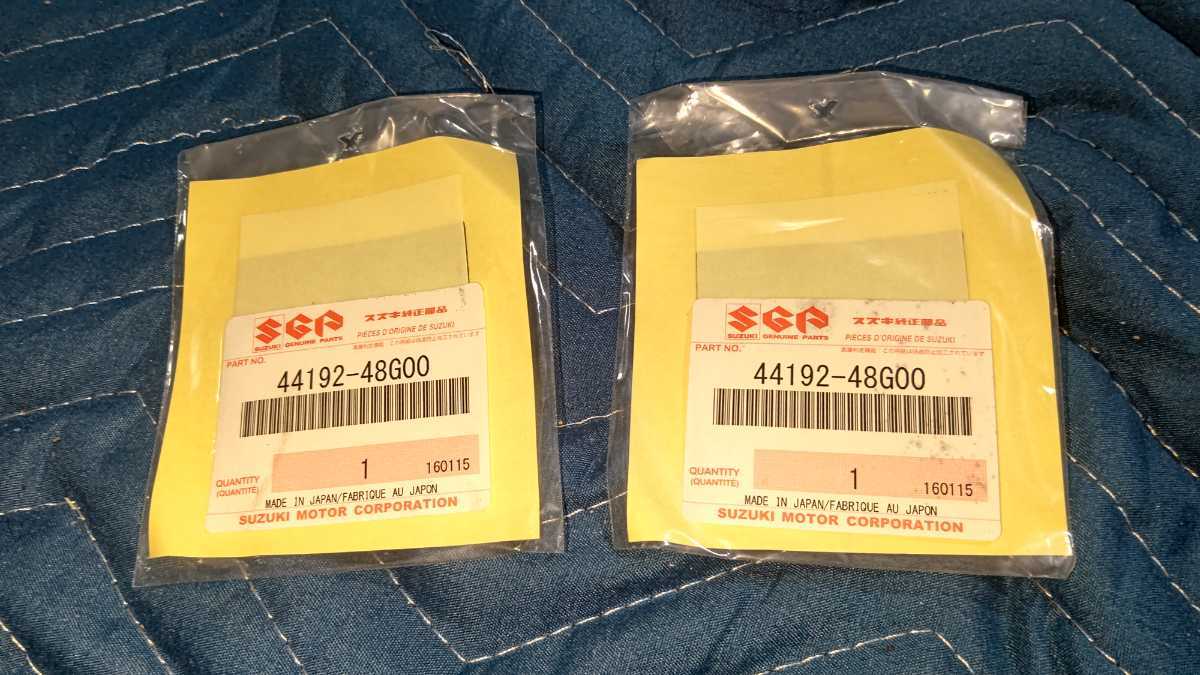 SGP スズキ純正部品
SUZUKI GENUINE PARTS PIECES D'ORIGINE DE SUZUKI
PART NO.
44192-48G00
QUANTITY
(QUANTITÉ)
1 160115
MADE IN JAPAN/FABRIQUE AU JAPON
SUZUKI MOTOR CORPORATION
SGP スズキ純正部品
SUZUKI GENUINE PARTS PIECES D'ORIGINE DE SUZUKI
PART NO.
44192-48G00
QUANTITY
(QUANTITÉ)
1 160115
MADE IN JAPAN/FABRIQUE AU JAPON
SUZUKI MOTOR CORPORATION